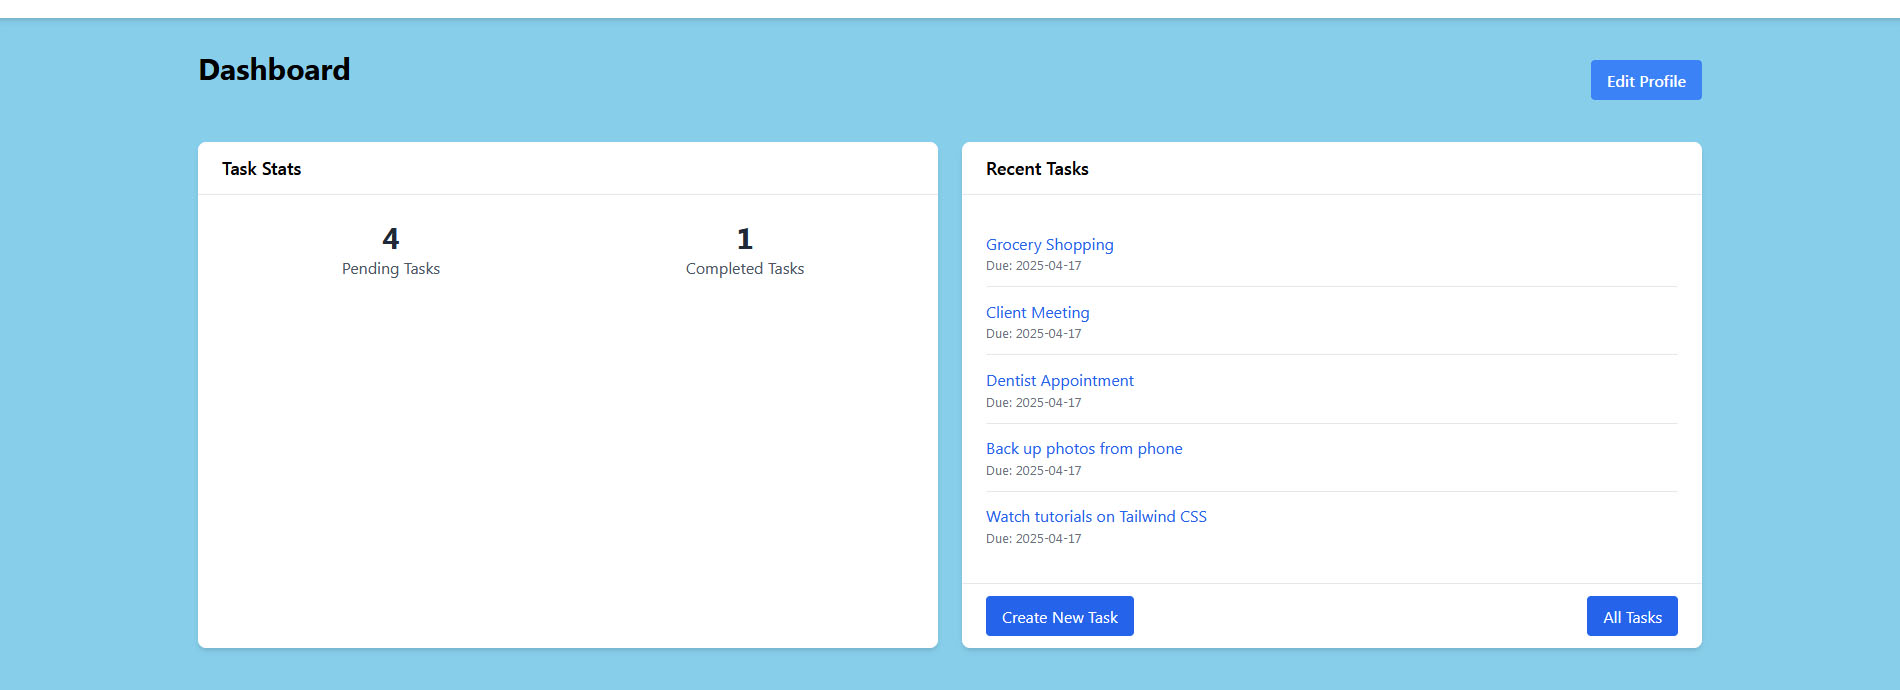 Dashboard
Edit Profile
Task Stats
4
Pending Tasks
1
Completed Tasks
Recent Tasks
Grocery Shopping
Due: 2025-04-17
Client Meeting
Due: 2025-04-17
Dentist Appointment
Due: 2025-04-17
Back up photos from phone
Due: 2025-04-17
Watch tutorials on Tailwind CSS
Due: 2025-04-17
Create New Task
All Tasks